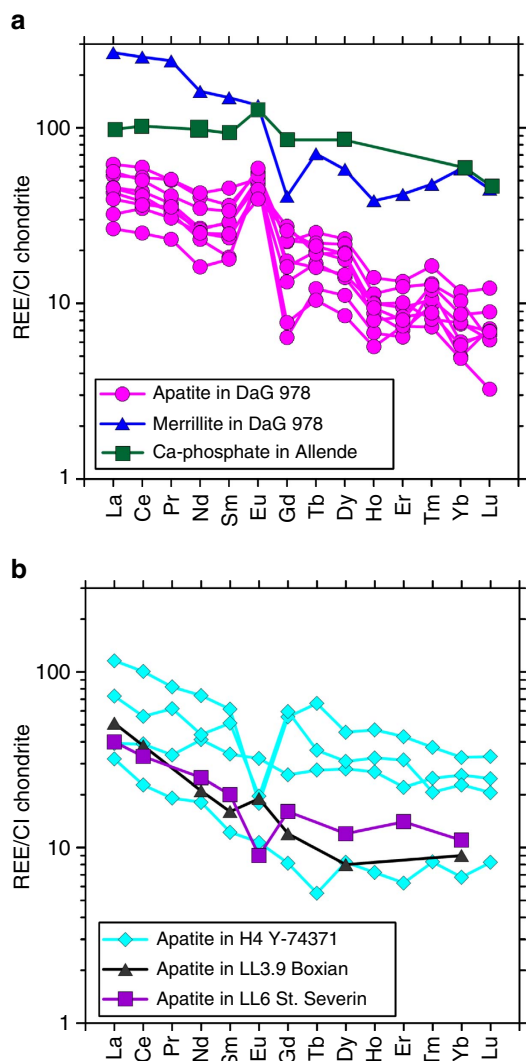 a
REE/CI chondrite
100
10
1
Apatite in DaG 978
Merrillite in DaG 978
Ca-phosphate in Allende
La Ce Pr Nd Sm Eu Gd Tb Dy Ho Er Tm Yb Lu
b
REE/CI chondrite
100
10
1
Apatite in H4 Y-74371
Apatite in LL3.9 Boxian
Apatite in LL6 St. Severin
La Ce Pr Nd Sm Eu Gd Tb Dy Ho Er Tm Yb Lu